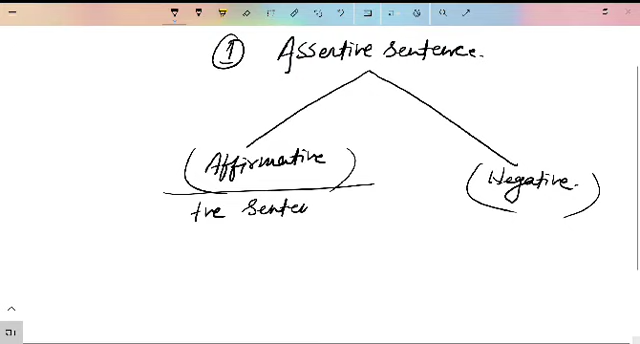 ① Assertive sentence.
(Affirmative)
(Negative.)
+ve senten